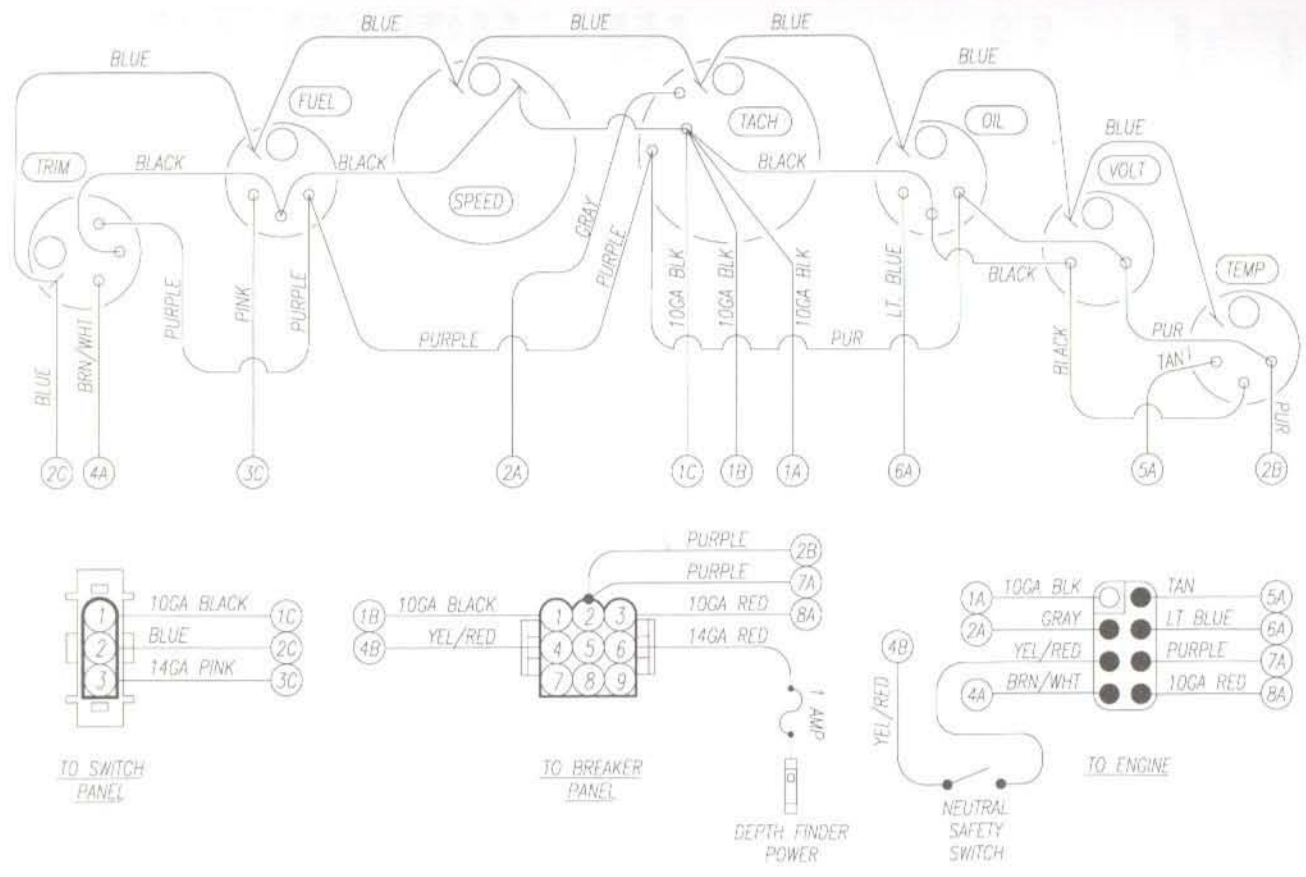 BLUE
BLUE
BLUE
BLUE
BLUE
BLUE
FUEL
TACH
OIL
TRIM
BLACK
BLACK
SPEED
BLACK
VOLT
TEMP
GRAY
PURPLE
LT. BLUE
BLACK
PURPLE
PINK
PURPLE
10GA BLK
10GA BLK
10GA BLK
BRN/WHT
PURPLE
PUR
BLACK
PUR
TAN
BLUE
PUR
2C
4A
3C
2A
1C
1B
1A
6A
5A
2B
1
2
3
10GA BLACK
1C
BLUE
2C
14GA PINK
3C
TO SWITCH
PANEL
PURPLE
2B
PURPLE
7A
1B
10GA BLACK
1 2 3
10GA RED
8A
4B
YEL/RED
4 5 6
14GA RED
7 8 9
1 AMP
TO BREAKER
PANEL
DEPTH FINDER
POWER
1A
10GA BLK
TAN
5A
2A
GRAY
LT BLUE
6A
4B
YEL/RED
PURPLE
7A
4A
BRN/WHT
10GA RED
8A
YEL/RED
TO ENGINE
NEUTRAL
SAFETY
SWITCH